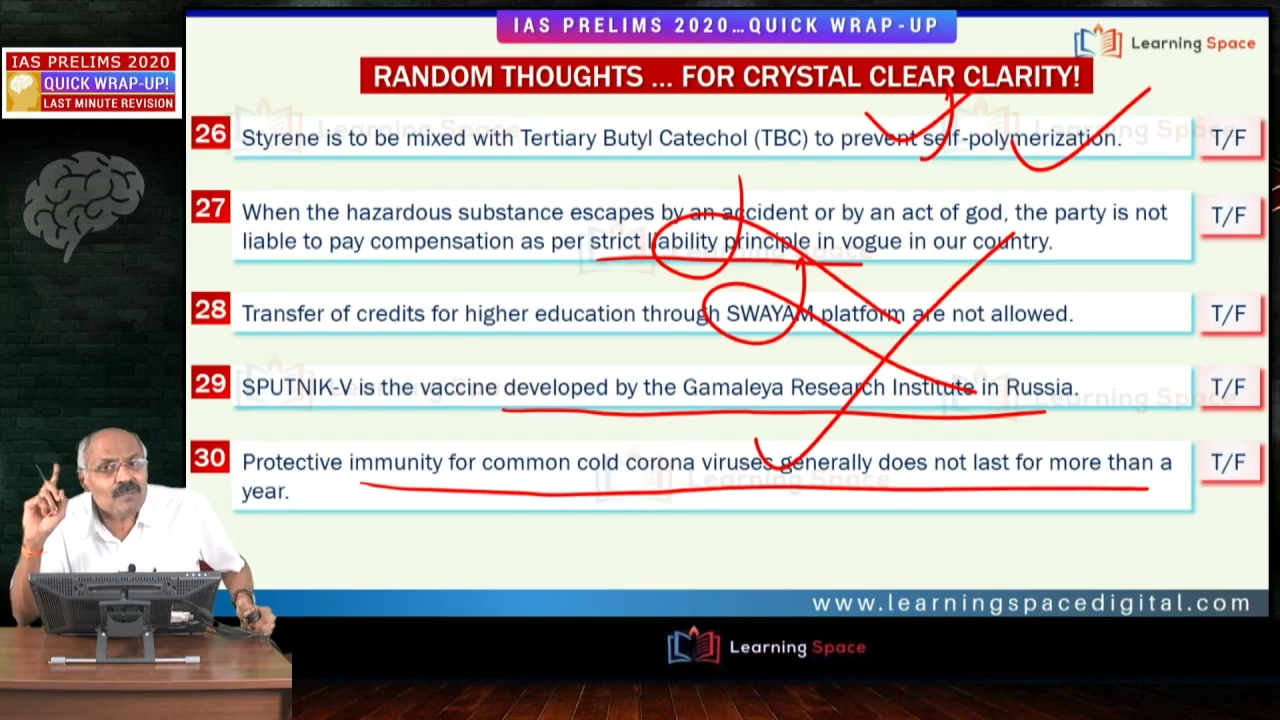 IAS PRELIMS 2020...QUICK WRAP-UP
Learning Space
IAS PRELIMS 2020
QUICK WRAP-UP!
LAST MINUTE REVISION
RANDOM THOUGHTS ... FOR CRYSTAL CLEAR CLARITY!
26 Styrene is to be mixed with Tertiary Butyl Catechol (TBC) to prevent self-polymerization. T/F
27 When the hazardous substance escapes by an accident or by an act of god, the party is not T/F
liable to pay compensation as per strict liability principle in vogue in our country.
28 Transfer of credits for higher education through SWAYAM platform are not allowed. T/F
29 SPUTNIK-V is the vaccine developed by the Gamaleya Research Institute in Russia. T/F
30 Protective immunity for common cold corona viruses generally does not last for more than a T/F
year.
www.learningspacedigital.com
Learning Space